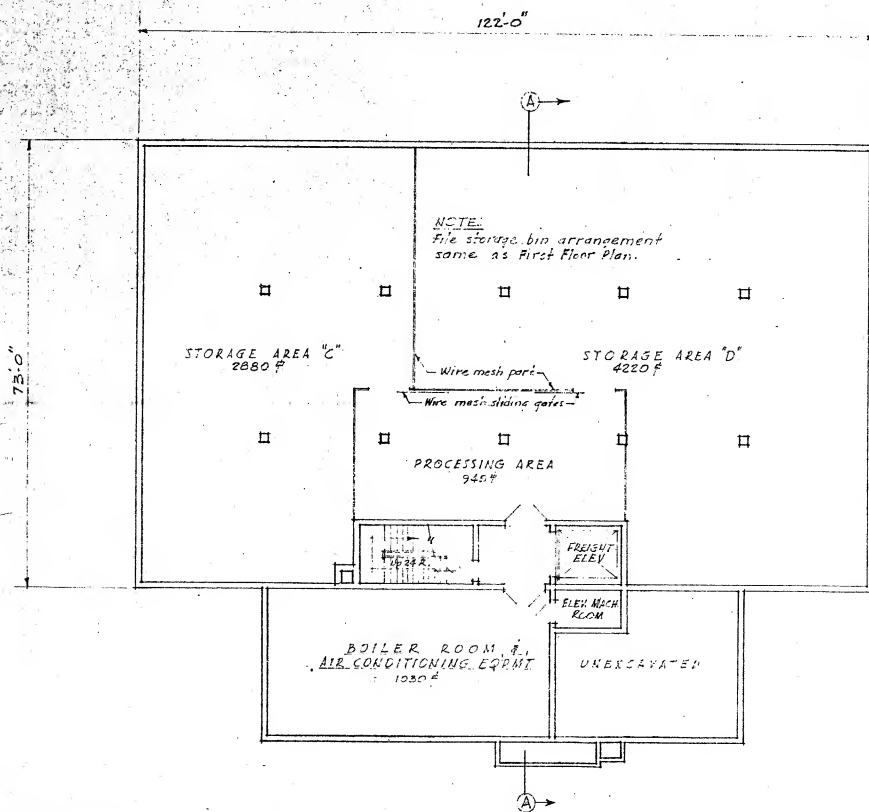 122'-0"
A
NOTE:
File storage bin arrangement
same as First Floor Plan.
73'-0"
STORAGE AREA "C"
2880 ⌗
STORAGE AREA "D"
4220 ⌗
Wire mesh part.
Wire mesh sliding gates
PROCESSING AREA
945 ⌗
Up 24 R.
FREIGHT
ELEV
ELEV. MACH.
ROOM
BOILER ROOM &
AIR CONDITIONING EQPMT
1030 ⌗
UNEXCAVATED
A